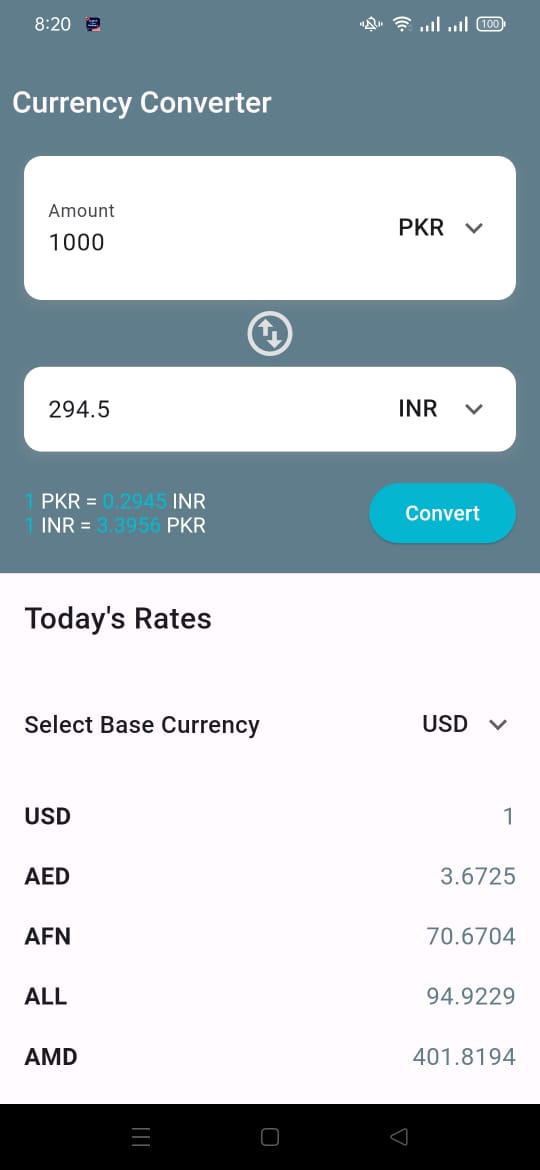 8:20
100
Currency Converter
Amount
1000
PKR
294.5
INR
1 PKR = 0.2945 INR
1 INR = 3.3956 PKR
Convert
Today's Rates
Select Base Currency
USD
USD 1
AED 3.6725
AFN 70.6704
ALL 94.9229
AMD 401.8194